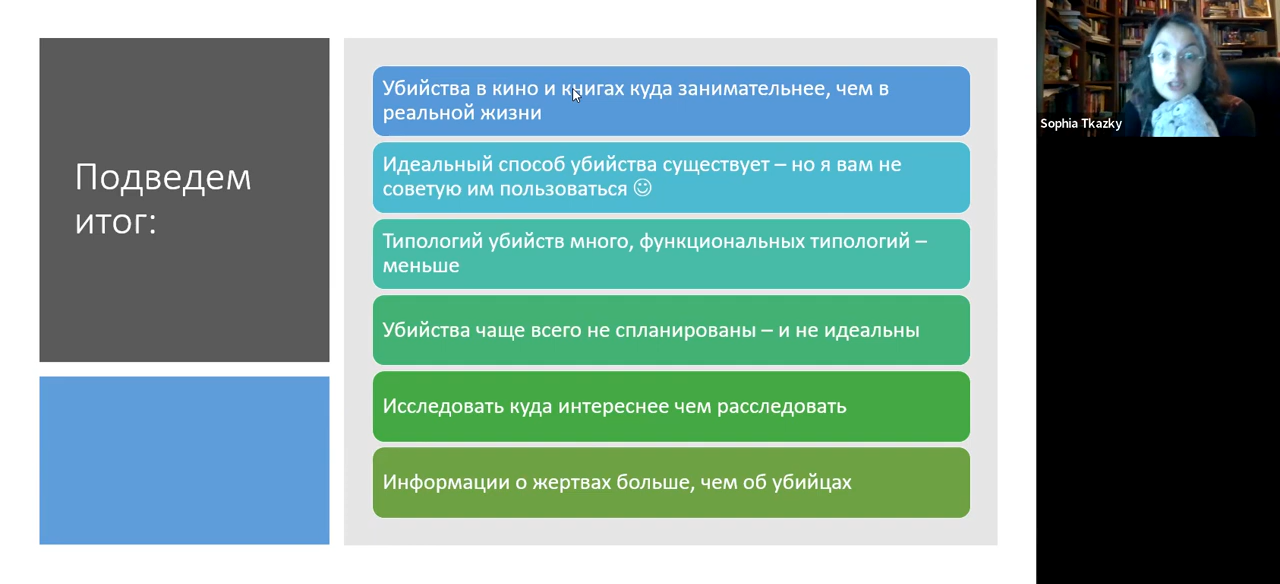 Подведем
итог:
Убийства в кино и книгах куда занимательнее, чем в
реальной жизни
Идеальный способ убийства существует – но я вам не
советую им пользоваться ☺
Типологий убийств много, функциональных типологий –
меньше
Убийства чаще всего не спланированы – и не идеальны
Исследовать куда интереснее чем расследовать
Информации о жертвах больше, чем об убийцах
Sophia Tkazky